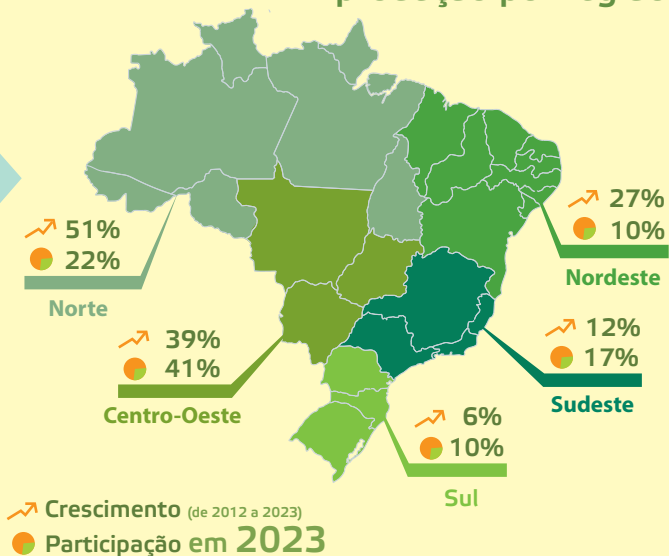 51%
22%
Norte
39%
41%
Centro-Oeste
27%
10%
Nordeste
12%
17%
Sudeste
6%
10%
Sul
Crescimento (de 2012 a 2023)
Participação em 2023